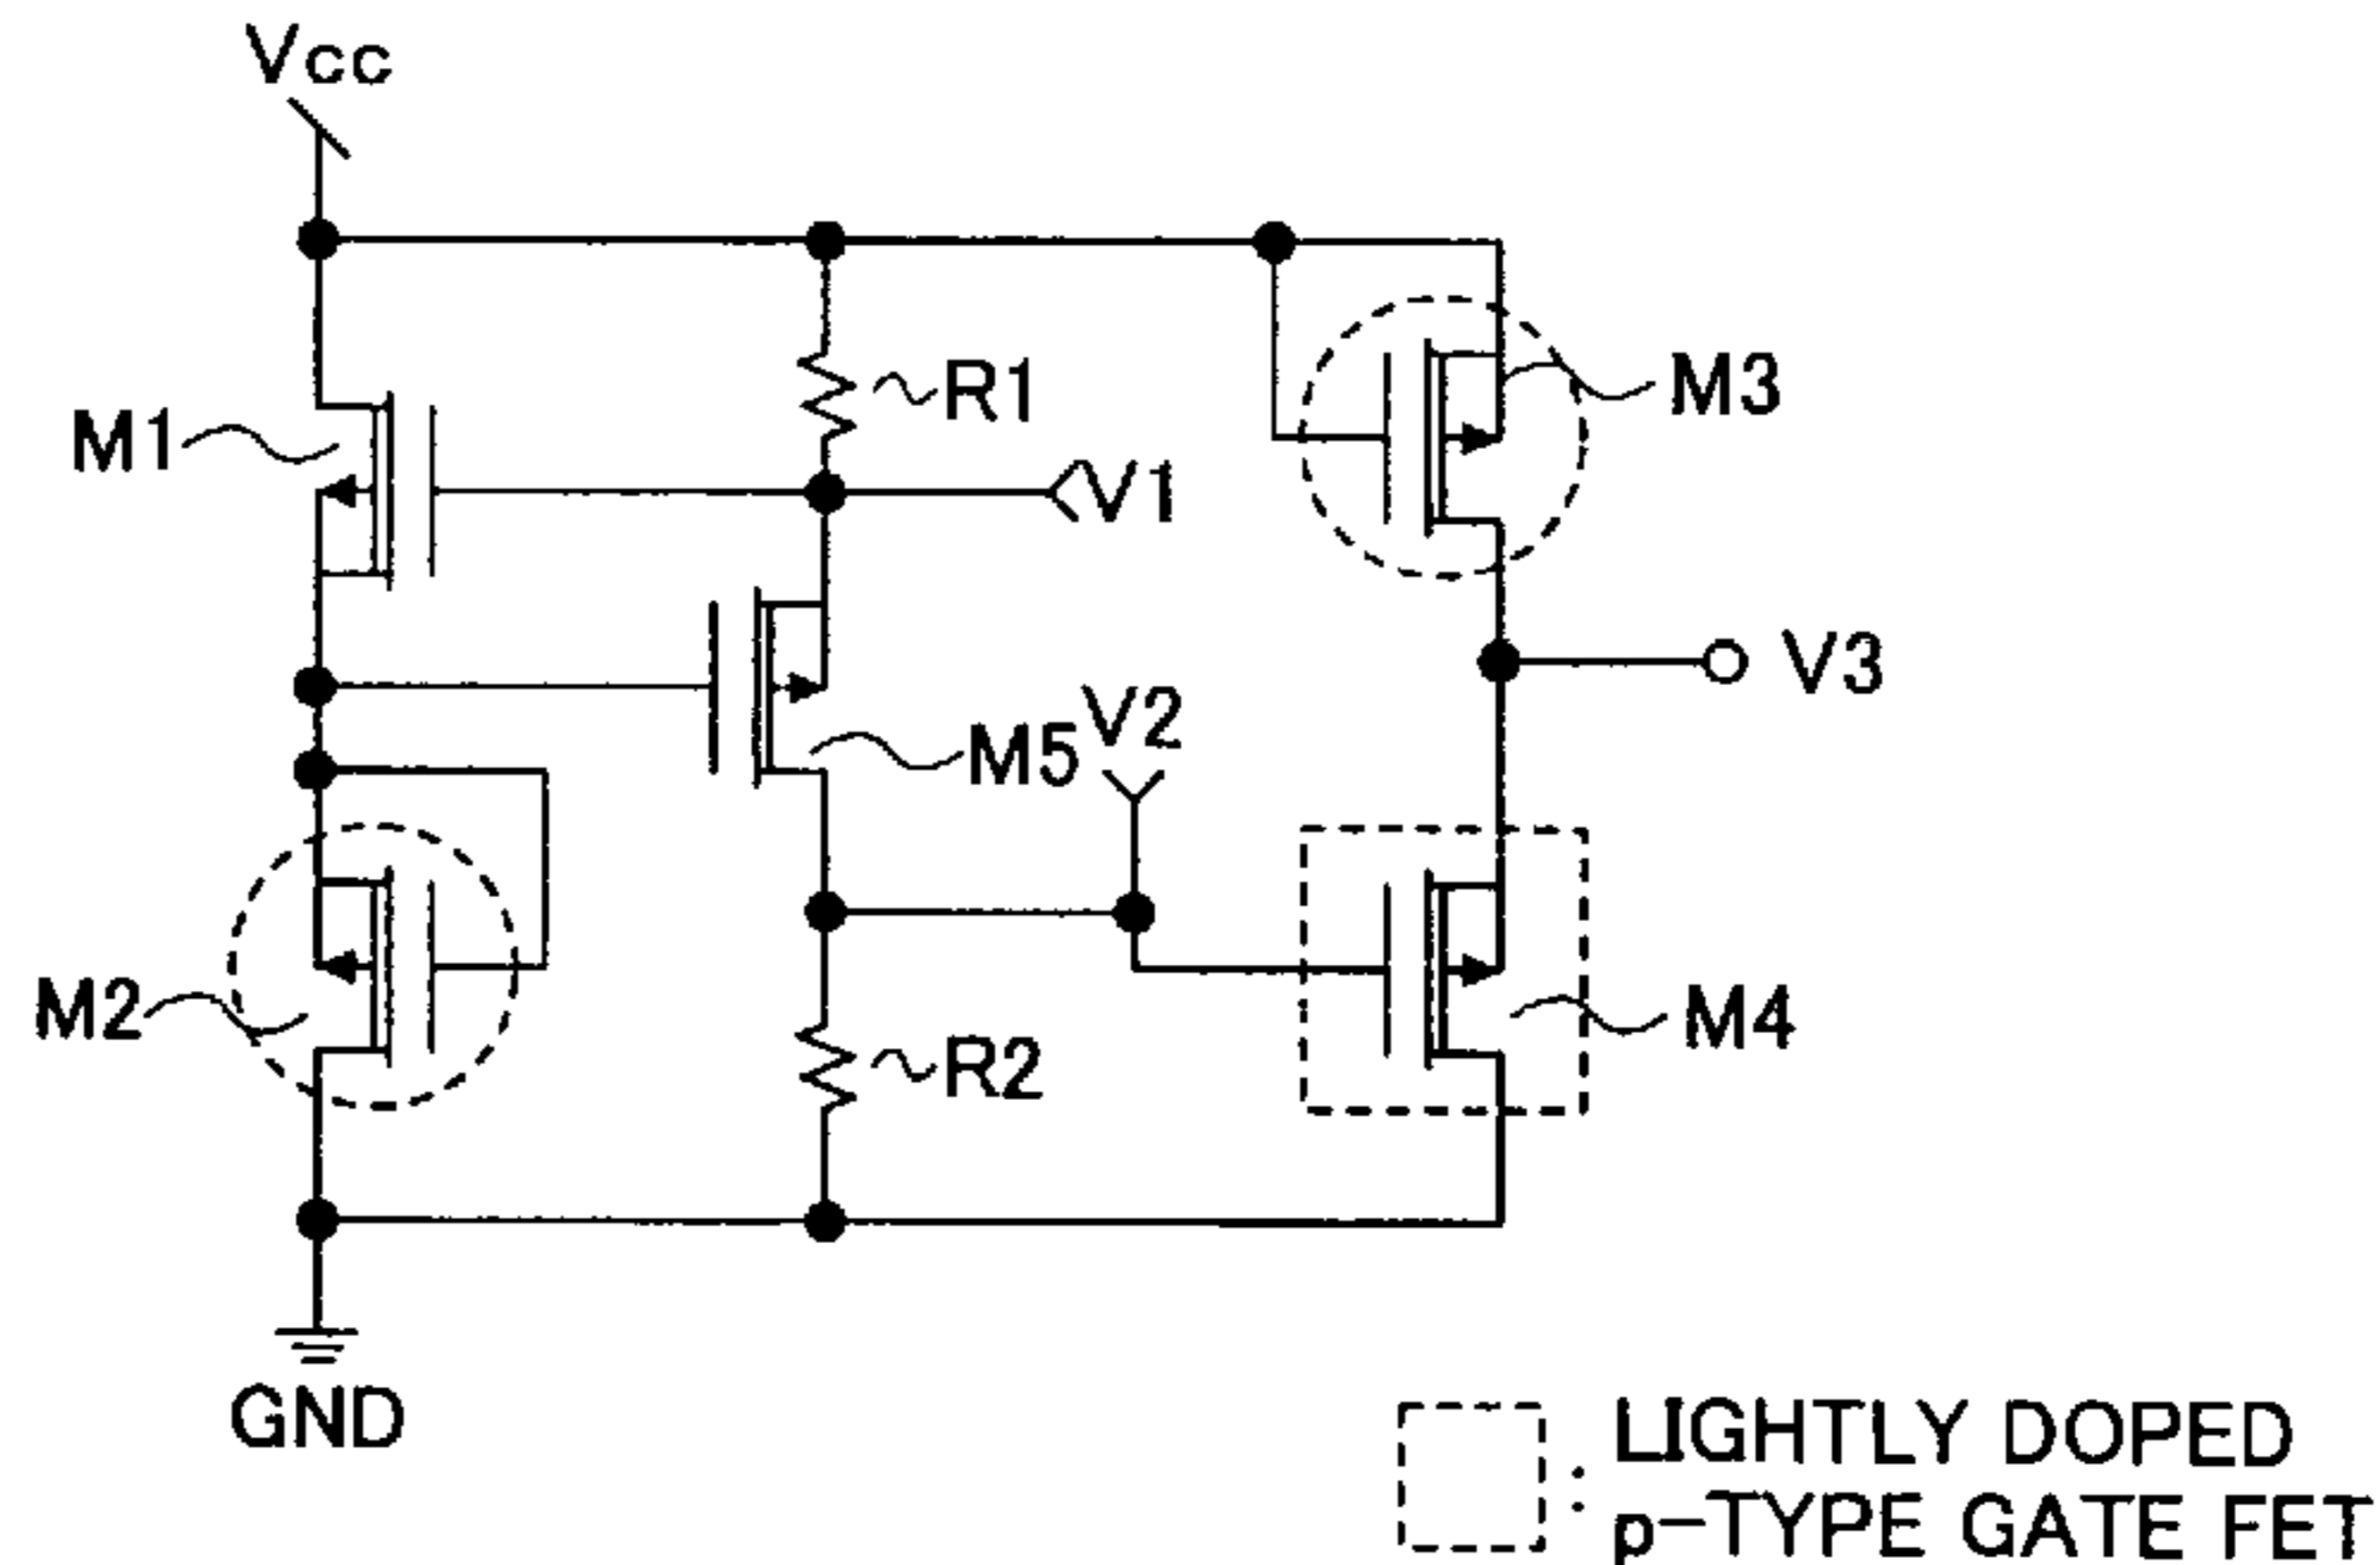 Vcc
M1
R1
M3
V1
V3
V2
M5
M2
R2
M4
GND
: LIGHTLY DOPED
p-TYPE GATE FET